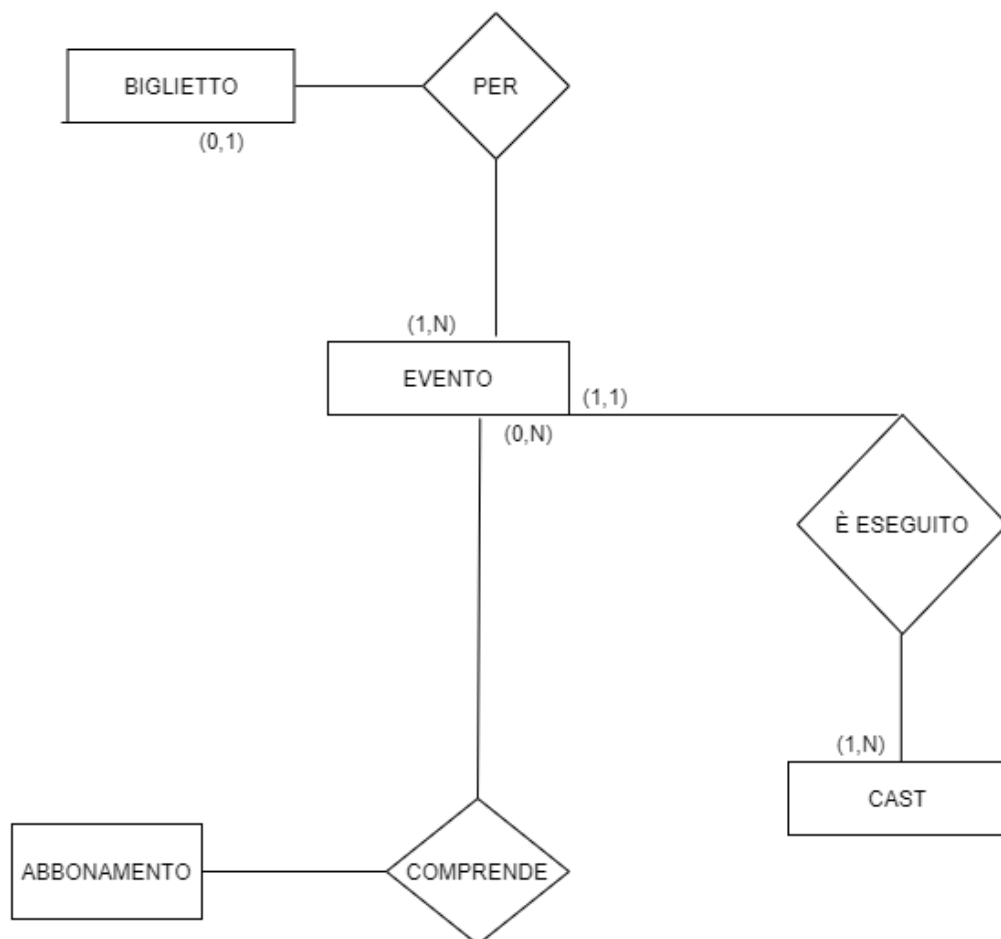 BIGLIETTO
PER
(0,1)
(1,N)
EVENTO
(1,1)
(0,N)
È ESEGUITO
(1,N)
CAST
ABBONAMENTO
COMPRENDE